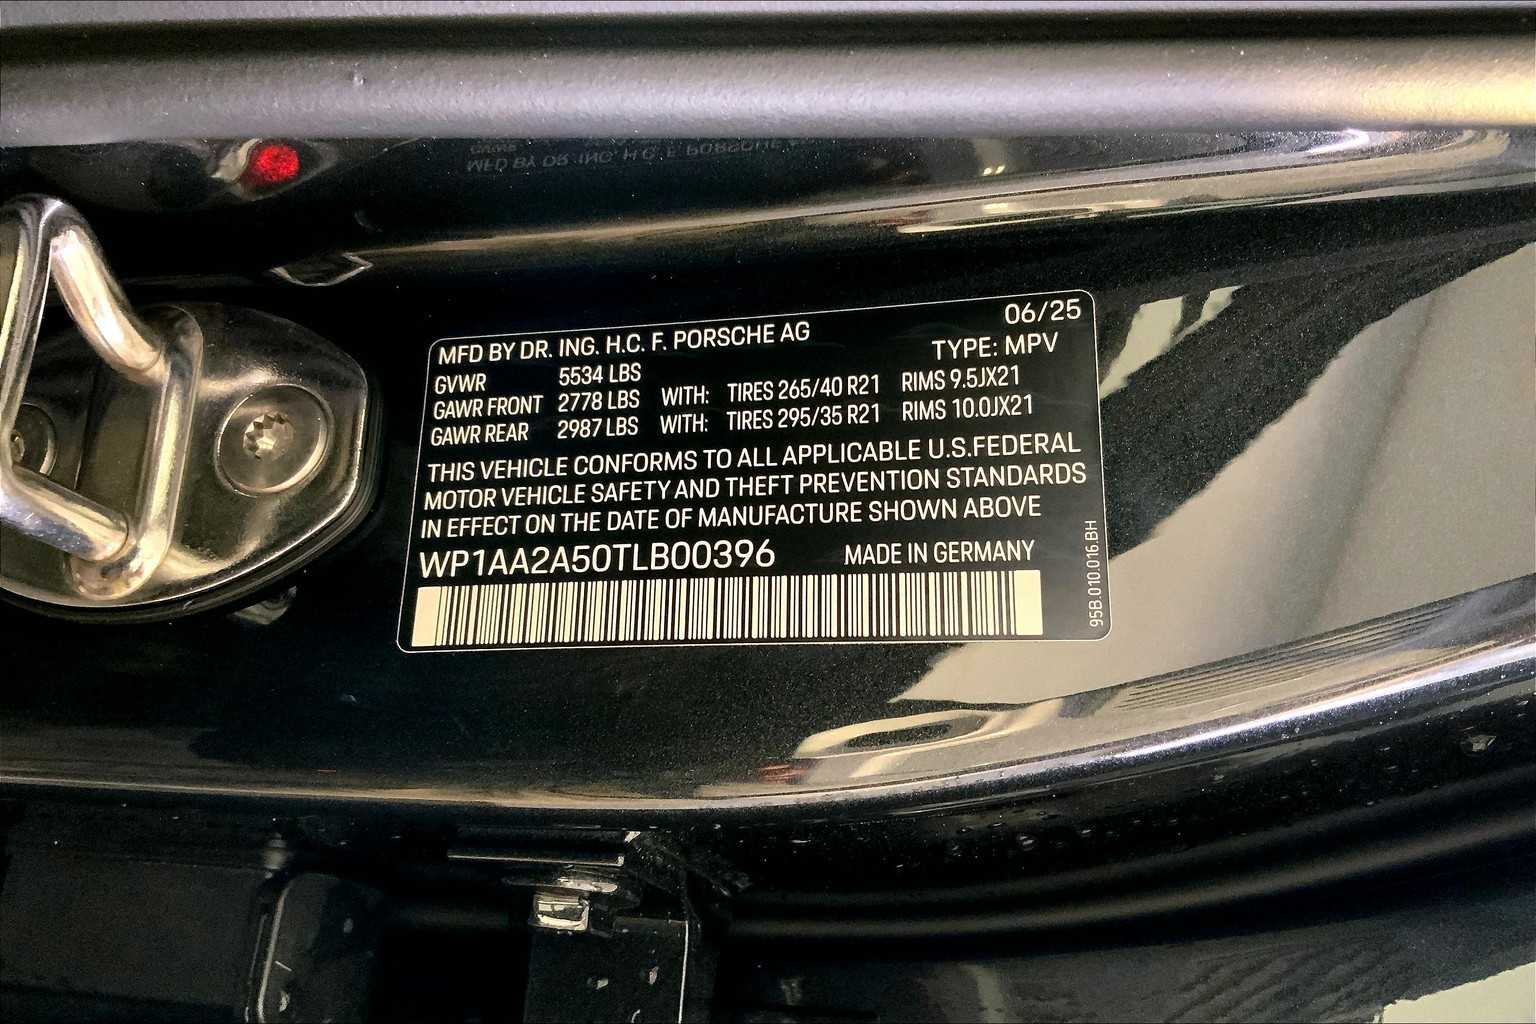 MFD BY DR. ING. H.C. F. PORSCHE AG 06/25
TYPE: MPV
GVWR 5534 LBS
GAWR FRONT 2778 LBS WITH: TIRES 265/40 R21 RIMS 9.5JX21
GAWR REAR 2987 LBS WITH: TIRES 295/35 R21 RIMS 10.0JX21
THIS VEHICLE CONFORMS TO ALL APPLICABLE U.S.FEDERAL
MOTOR VEHICLE SAFETY AND THEFT PREVENTION STANDARDS
IN EFFECT ON THE DATE OF MANUFACTURE SHOWN ABOVE
WP1AA2A50TLB00396 MADE IN GERMANY
95B.010.016.BH